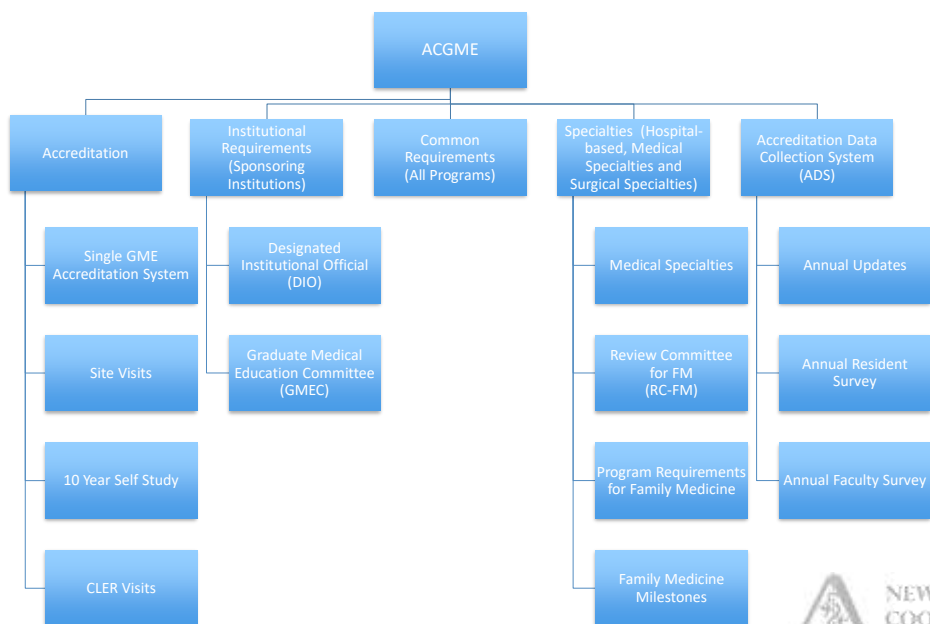 ACGME
Accreditation
Institutional
Requirements
(Sponsoring
Institutions)
Common
Requirements
(All Programs)
Specialties (Hospital-
based, Medical
Specialties and
Surgical Specialties)
Accreditation Data
Collection System
(ADS)
Single GME
Accreditation System
Site Visits
10 Year Self Study
CLER Visits
Designated
Institutional Official
(DIO)
Graduate Medical
Education Committee
(GMEC)
Medical Specialties
Review Committee
for FM
(RC-FM)
Program Requirements
for Family Medicine
Family Medicine
Milestones
Annual Updates
Annual Resident
Survey
Annual Faculty Survey
NEW